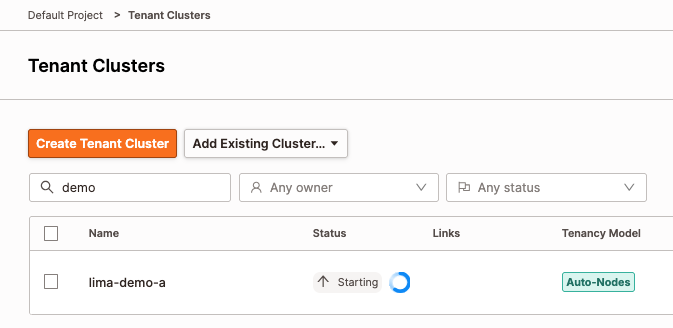 Default Project > Tenant Clusters
Tenant Clusters
Create Tenant Cluster Add Existing Cluster...
demo Any owner Any status
Name Status Links Tenancy Model
lima-demo-a Starting Auto-Nodes